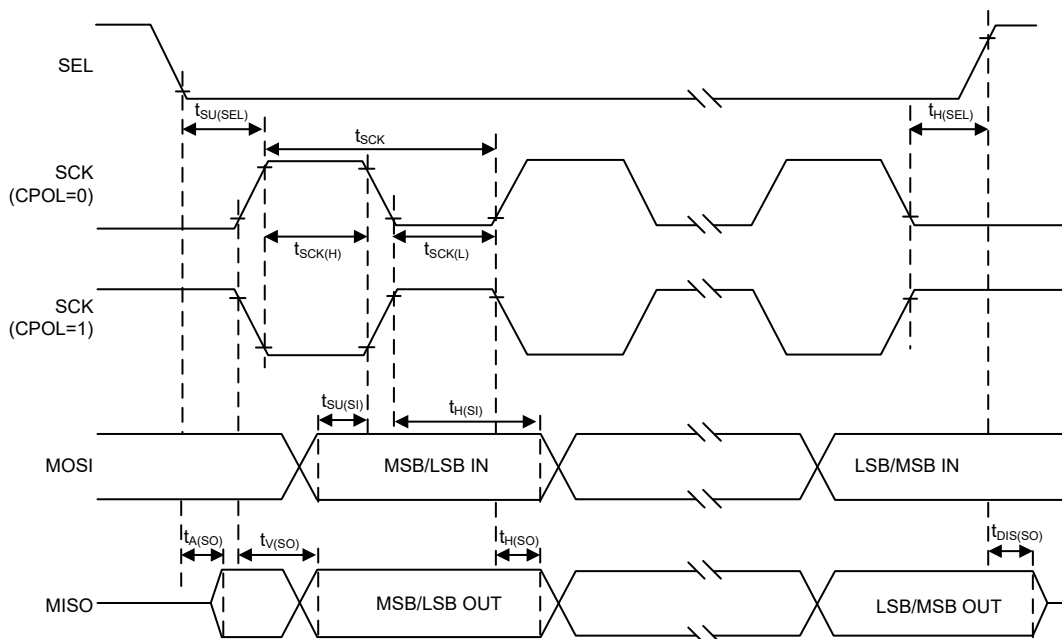 SEL
tSU(SEL)
tH(SEL)
tSCK
SCK
(CPOL=0)
tSCK(H)
tSCK(L)
SCK
(CPOL=1)
tSU(SI)
tH(SI)
MOSI
MSB/LSB IN
LSB/MSB IN
tA(SO)
tV(SO)
tH(SO)
tDIS(SO)
MISO
MSB/LSB OUT
LSB/MSB OUT